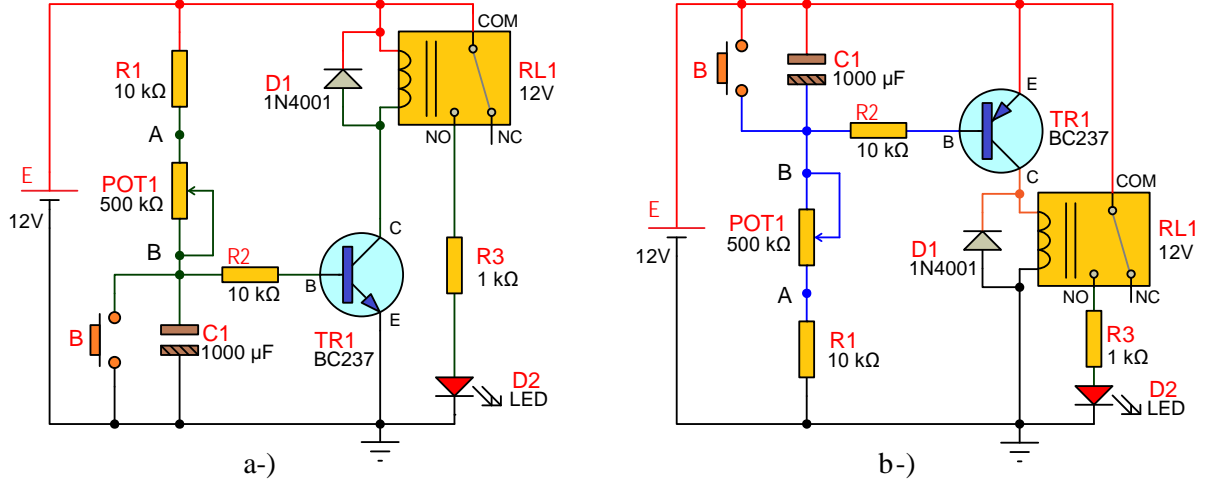 R1
10 kΩ
A
POT1
500 kΩ
B
E
12V
R2
10 kΩ
B
C1
1000 µF
D1
1N4001
COM
RL1
12V
NO
NC
C
B
E
TR1
BC237
R3
1 kΩ
D2
LED
a-)
B
C1
1000 µF
R2
10 kΩ
E
B
C
TR1
BC237
B
POT1
500 kΩ
A
E
12V
R1
10 kΩ
D1
1N4001
COM
RL1
12V
NO
NC
R3
1 kΩ
D2
LED
b-)